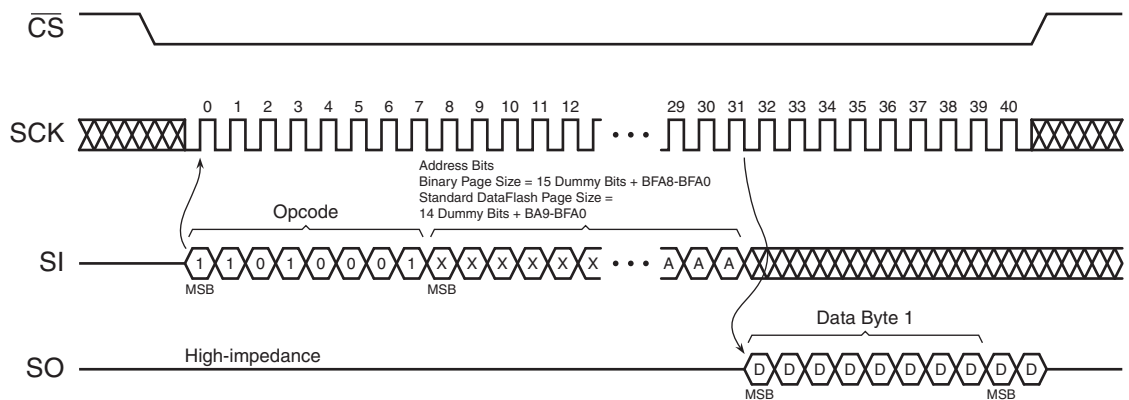 CS
0 1 2 3 4 5 6 7 8 9 10 11 12 29 30 31 32 33 34 35 36 37 38 39 40
SCK
Address Bits
Binary Page Size = 15 Dummy Bits + BFA8-BFA0
Standard DataFlash Page Size =
14 Dummy Bits + BA9-BFA0
Opcode
SI 1 1 0 1 0 0 0 1 X X X X X X • • • A A A
MSB MSB
Data Byte 1
High-impedance
SO D D D D D D D D D D
MSB MSB